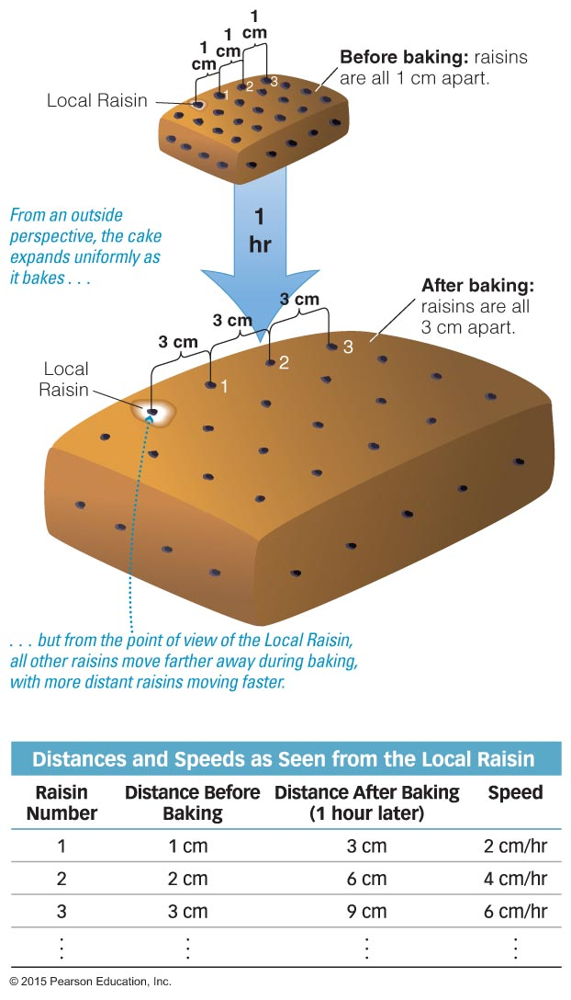 1
cm
1
cm
1
cm
Before baking: raisins
are all 1 cm apart.
Local Raisin
1
2
3
From an outside
perspective, the cake
expands uniformly as
it bakes . . .
1
hr
After baking:
raisins are all
3 cm apart.
3 cm
3 cm
3 cm
Local
Raisin
1
2
3
. . . but from the point of view of the Local Raisin,
all other raisins move farther away during baking,
with more distant raisins moving faster.
Distances and Speeds as Seen from the Local Raisin
Raisin Number Distance Before Baking Distance After Baking (1 hour later) Speed
1 1 cm 3 cm 2 cm/hr
2 2 cm 6 cm 4 cm/hr
3 3 cm 9 cm 6 cm/hr
⋮ ⋮ ⋮ ⋮
© 2015 Pearson Education, Inc.